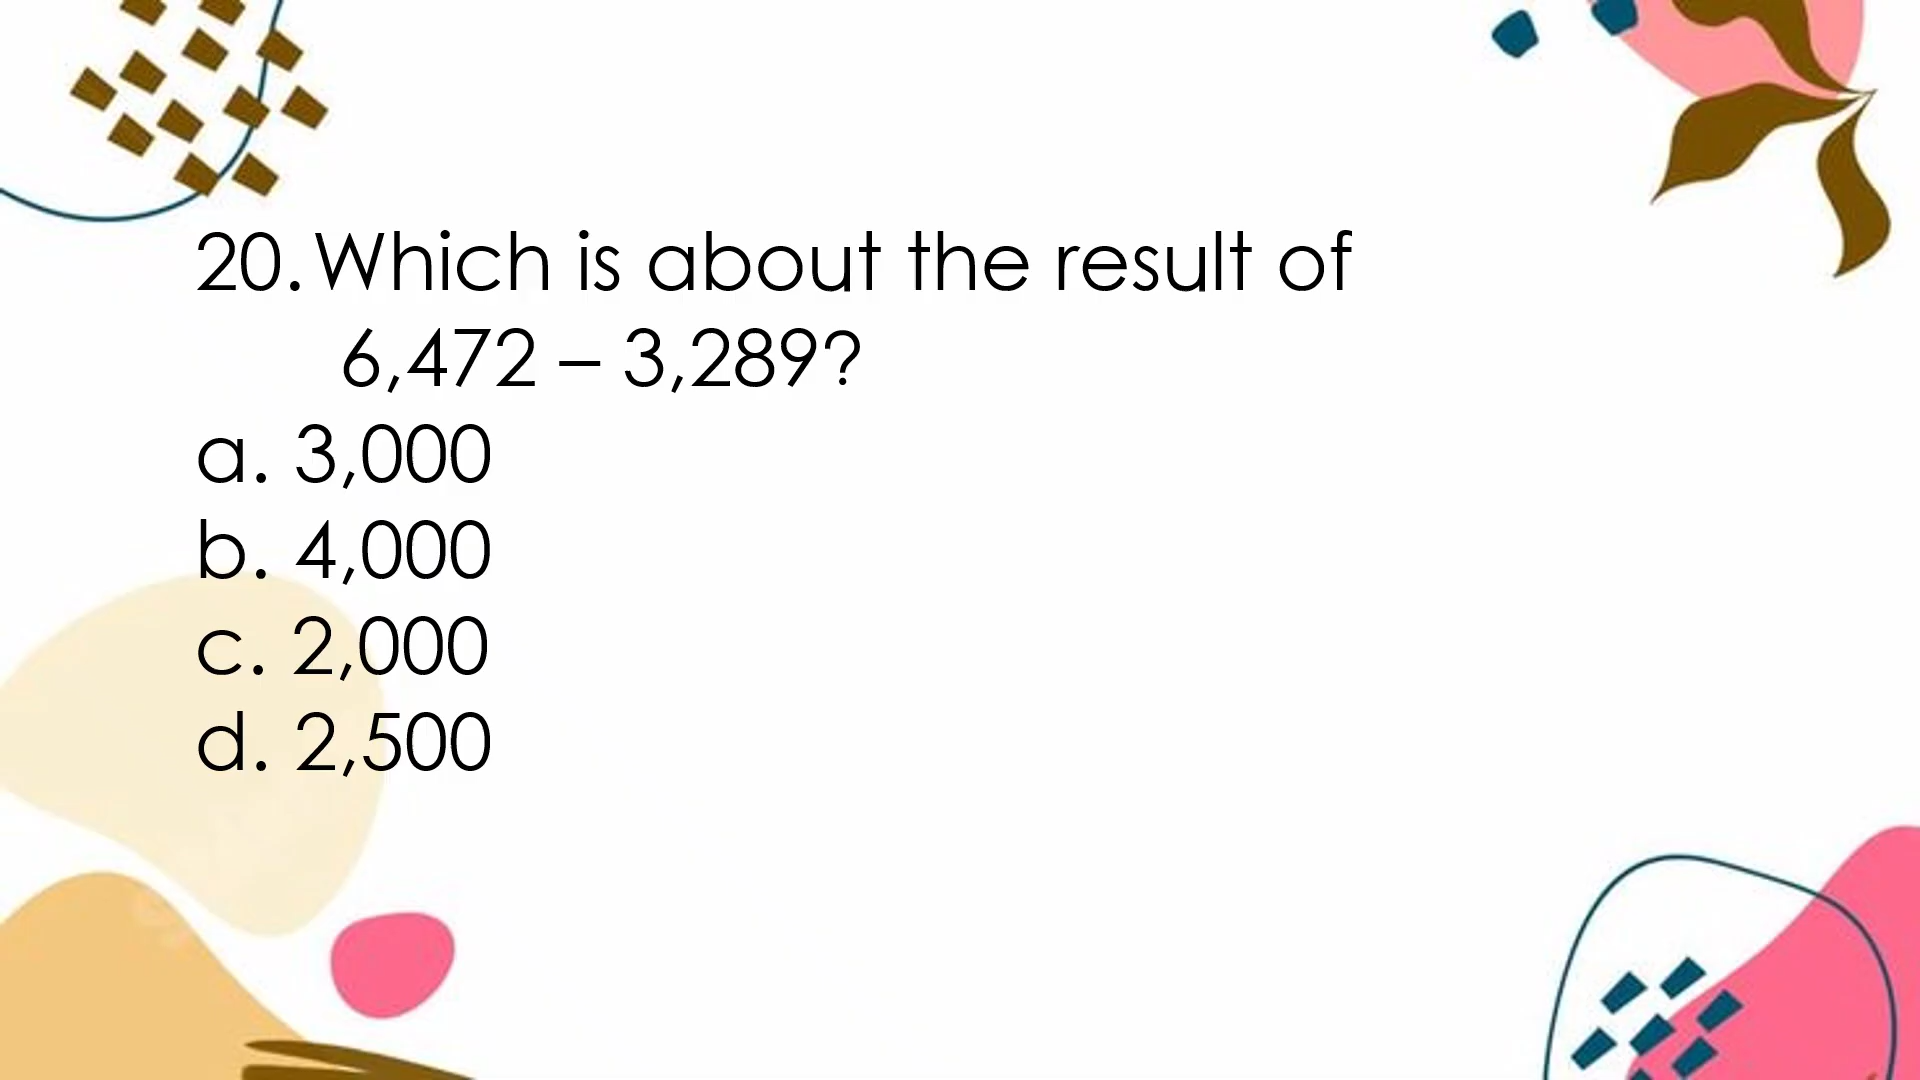 20. Which is about the result of
6,472 – 3,289?
a. 3,000
b. 4,000
c. 2,000
d. 2,500